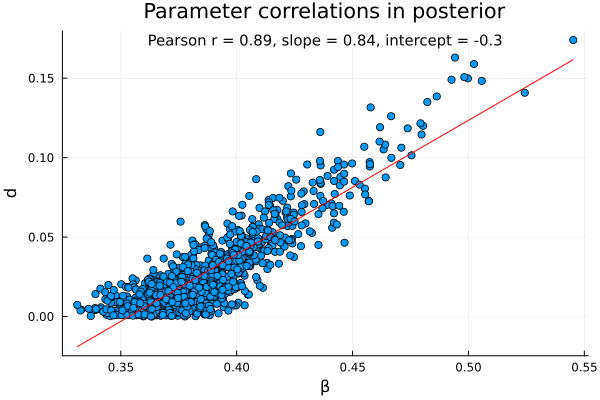 Parameter correlations in posterior
Pearson r = 0.89, slope = 0.84, intercept = -0.3
0.15
0.10
0.05
0.00
d
0.35 0.40 0.45 0.50 0.55
β